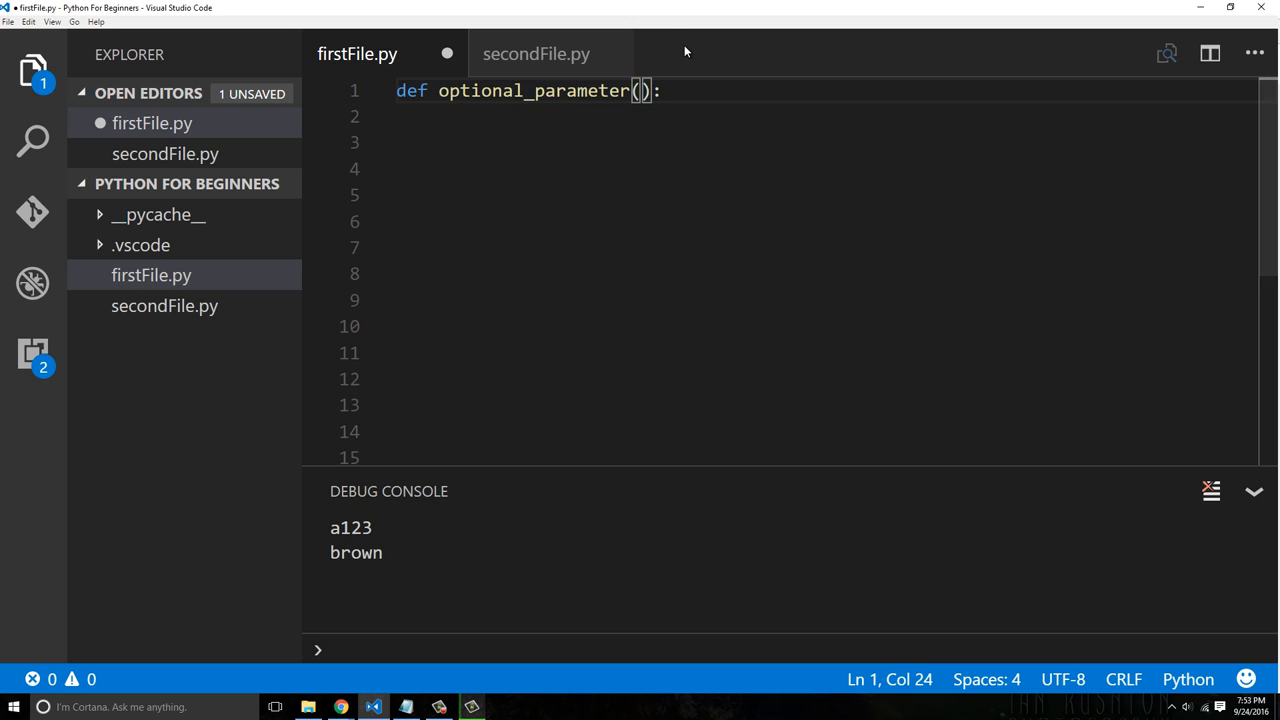 ● firstFile.py - Python For Beginners - Visual Studio Code
File Edit View Go Help
EXPLORER
OPEN EDITORS 1 UNSAVED
firstFile.py
secondFile.py
PYTHON FOR BEGINNERS
__pycache__
.vscode
firstFile.py
secondFile.py
1
2
firstFile.py
secondFile.py
1 def optional_parameter():
2
3
4
5
6
7
8
9
10
11
12
13
14
15
DEBUG CONSOLE
a123
brown
0 0
Ln 1, Col 24 Spaces: 4 UTF-8 CRLF Python
I'm Cortana. Ask me anything.
7:53 PM
9/24/2016